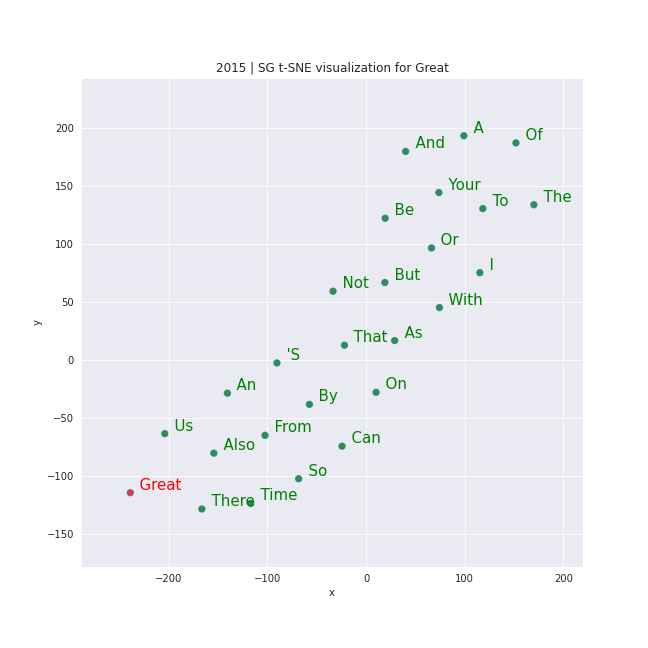 2015 | SG t-SNE visualization for Great
200
150
100
50
0
−50
−100
−150
y
A
Of
And
Your
To
The
Be
Or
I
But
Not
With
That
As
'S
An
On
By
Us
From
Can
Also
So
Great
There
Time
−200
−100
0
100
200
x